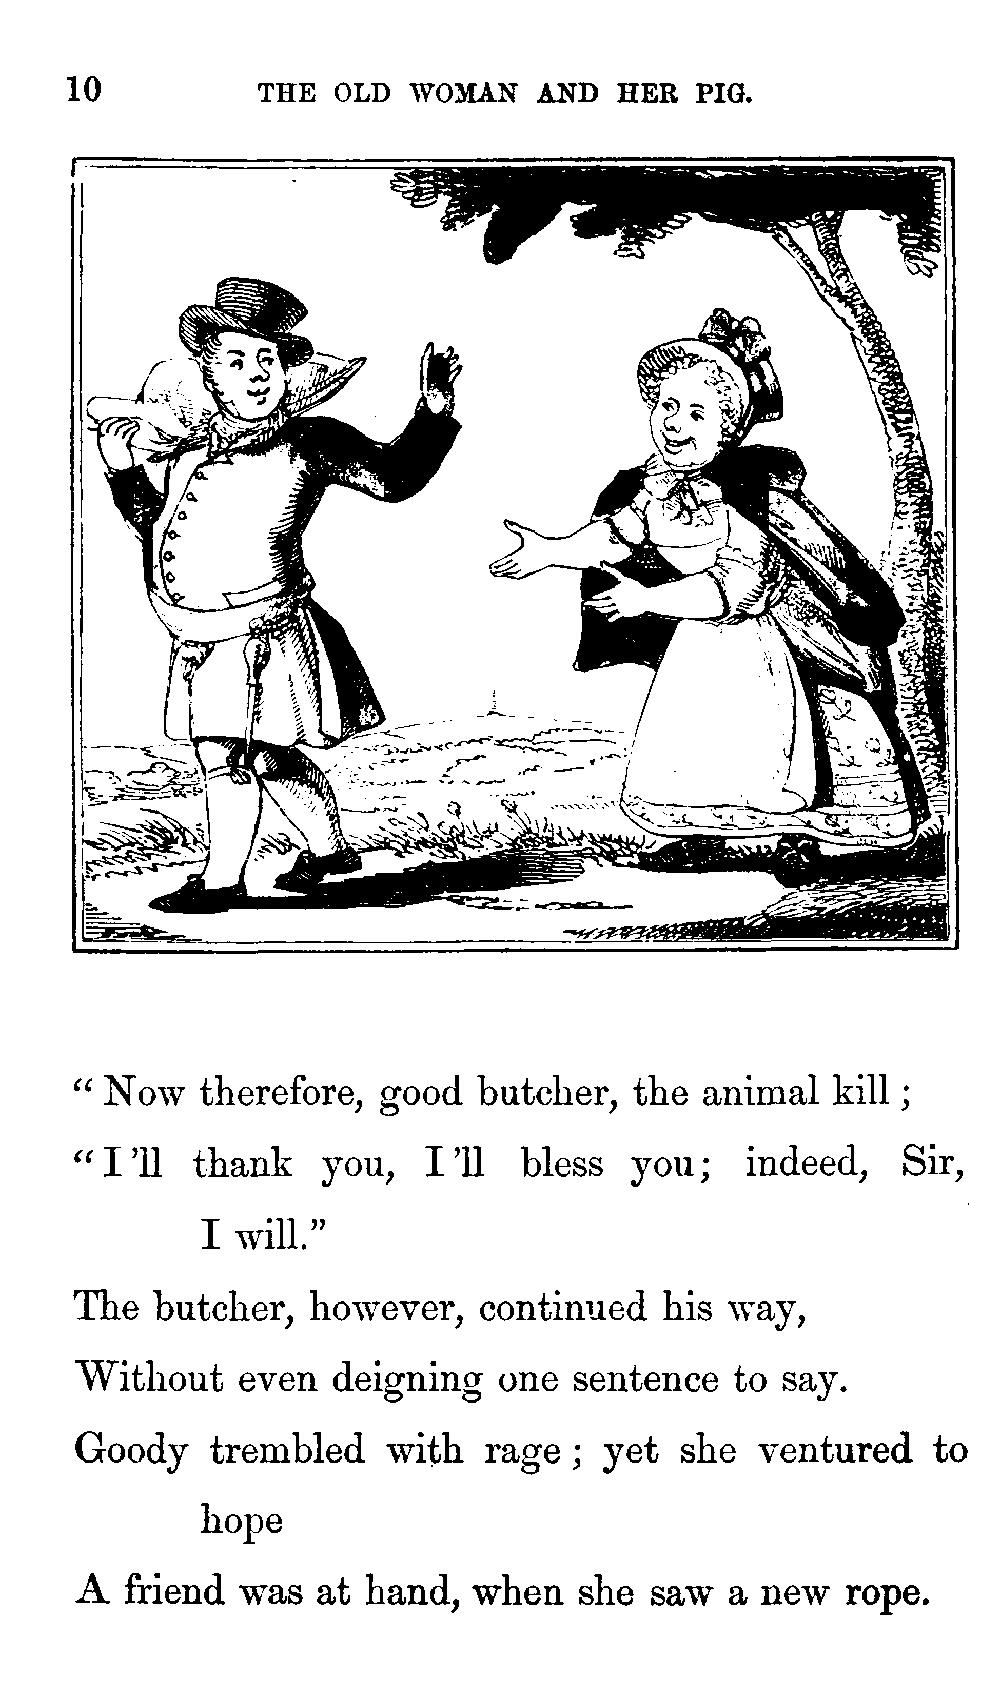 10 THE OLD WOMAN AND HER PIG.
“ Now therefore, good butcher, the animal kill ;
“ I ’ll thank you, I ’ll bless you; indeed, Sir,
I will.”
The butcher, however, continued his way,
Without even deigning one sentence to say.
Goody trembled with rage ; yet she ventured to
hope
A friend was at hand, when she saw a new rope.